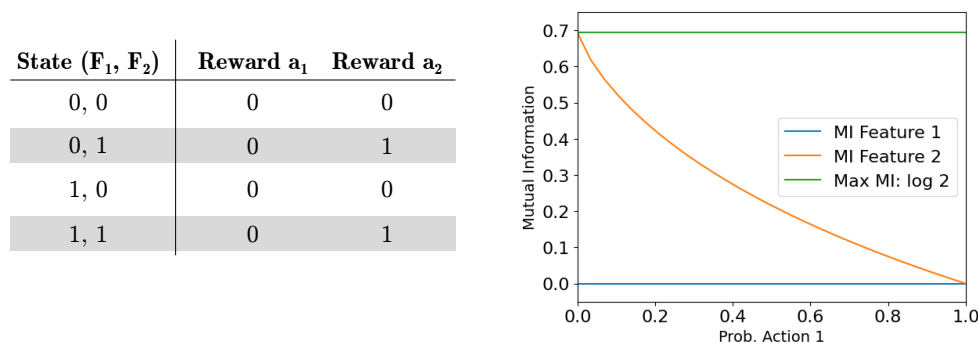 State (F1, F2) Reward a1 Reward a2
0, 0 0 0
0, 1 0 1
1, 0 0 0
1, 1 0 1
Mutual Information
0.7
0.6
0.5
0.4
0.3
0.2
0.1
0.0
MI Feature 1
MI Feature 2
Max MI: log 2
0.0 0.2 0.4 0.6 0.8 1.0
Prob. Action 1